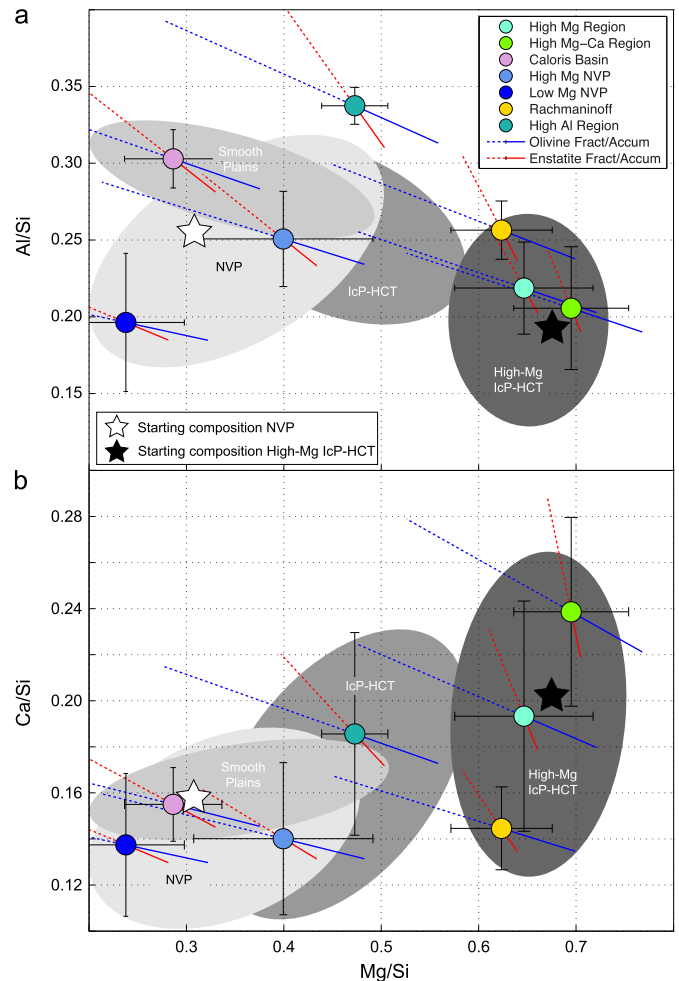 a
High Mg Region
High Mg–Ca Region
Caloris Basin
High Mg NVP
Low Mg NVP
Rachmaninoff
High Al Region
Olivine Fract/Accum
Enstatite Fract/Accum
0.35
0.30
0.25
0.20
0.15
Al/Si
Smooth
Plains
NVP
IcP-HCT
High-Mg
IcP-HCT
Starting composition NVP
Starting composition High-Mg IcP-HCT
b
0.28
0.24
0.20
0.16
0.12
Ca/Si
IcP-HCT
Smooth
Plains
High-Mg
IcP-HCT
NVP
0.3
0.4
0.5
0.6
0.7
Mg/Si